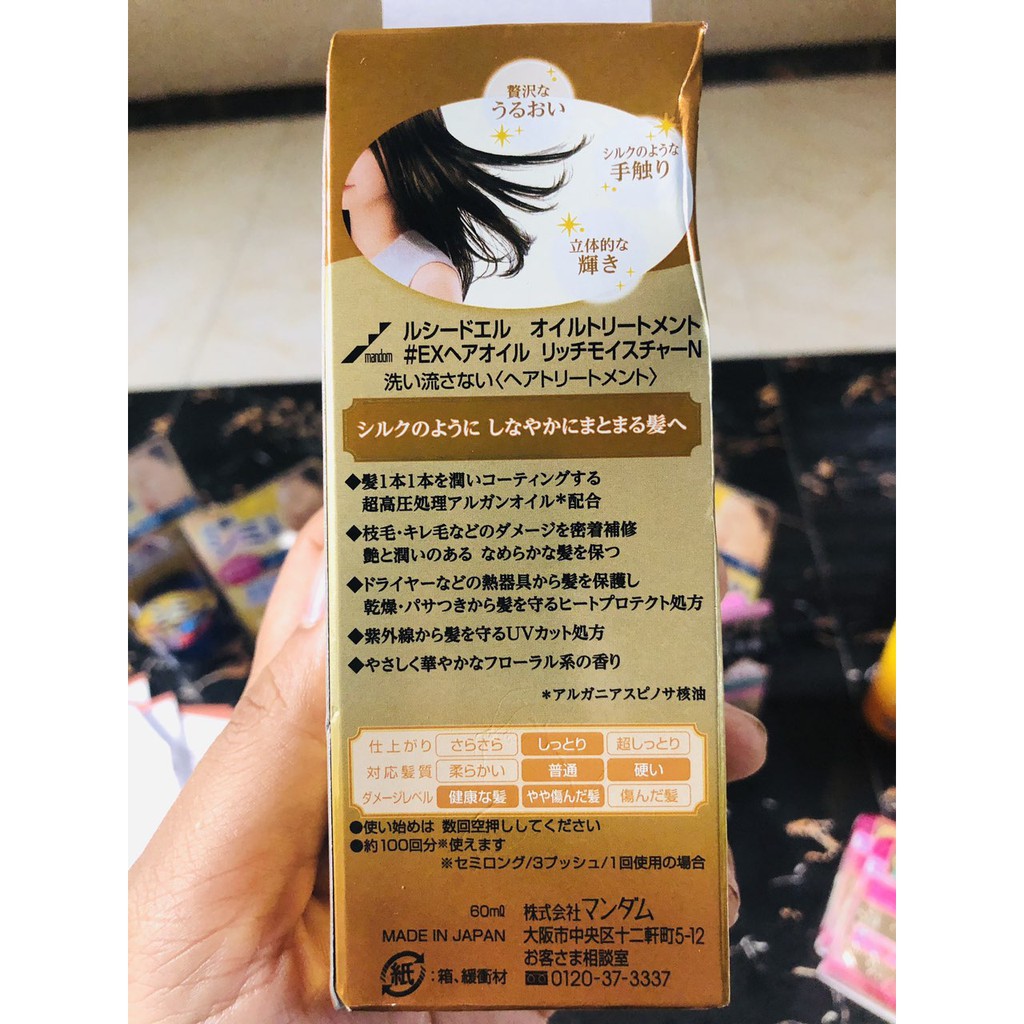 贅沢な
うるおい
シルクのような
手触り
立体的な
輝き
mandom
ルシードエル オイルトリートメント
#EXヘアオイル リッチモイスチャーN
洗い流さない〈ヘアトリートメント〉
シルクのように しなやかにまとまる髪へ
◆髪1本1本を潤いコーティングする
超高圧処理アルガンオイル*配合
◆枝毛・キレ毛などのダメージを密着補修
艶と潤いのある なめらかな髪を保つ
◆ドライヤーなどの熱器具から髪を保護し
乾燥・パサつきから髪を守るヒートプロテクト処方
◆紫外線から髪を守るUVカット処方
◆やさしく華やかなフローラル系の香り
*アルガニアスピノサ核油
仕上がり さらさら しっとり 超しっとり
対応髪質 柔らかい 普通 硬い
ダメージレベル 健康な髪 やや傷んだ髪 傷んだ髪
●使い始めは 数回空押ししてください
●約100回分※使えます
※セミロング/3プッシュ/1回使用の場合
60mℓ 株式会社マンダム
MADE IN JAPAN 大阪市中央区十二軒町5-12
お客さま相談室
紙:箱、緩衝材 0120-37-3337